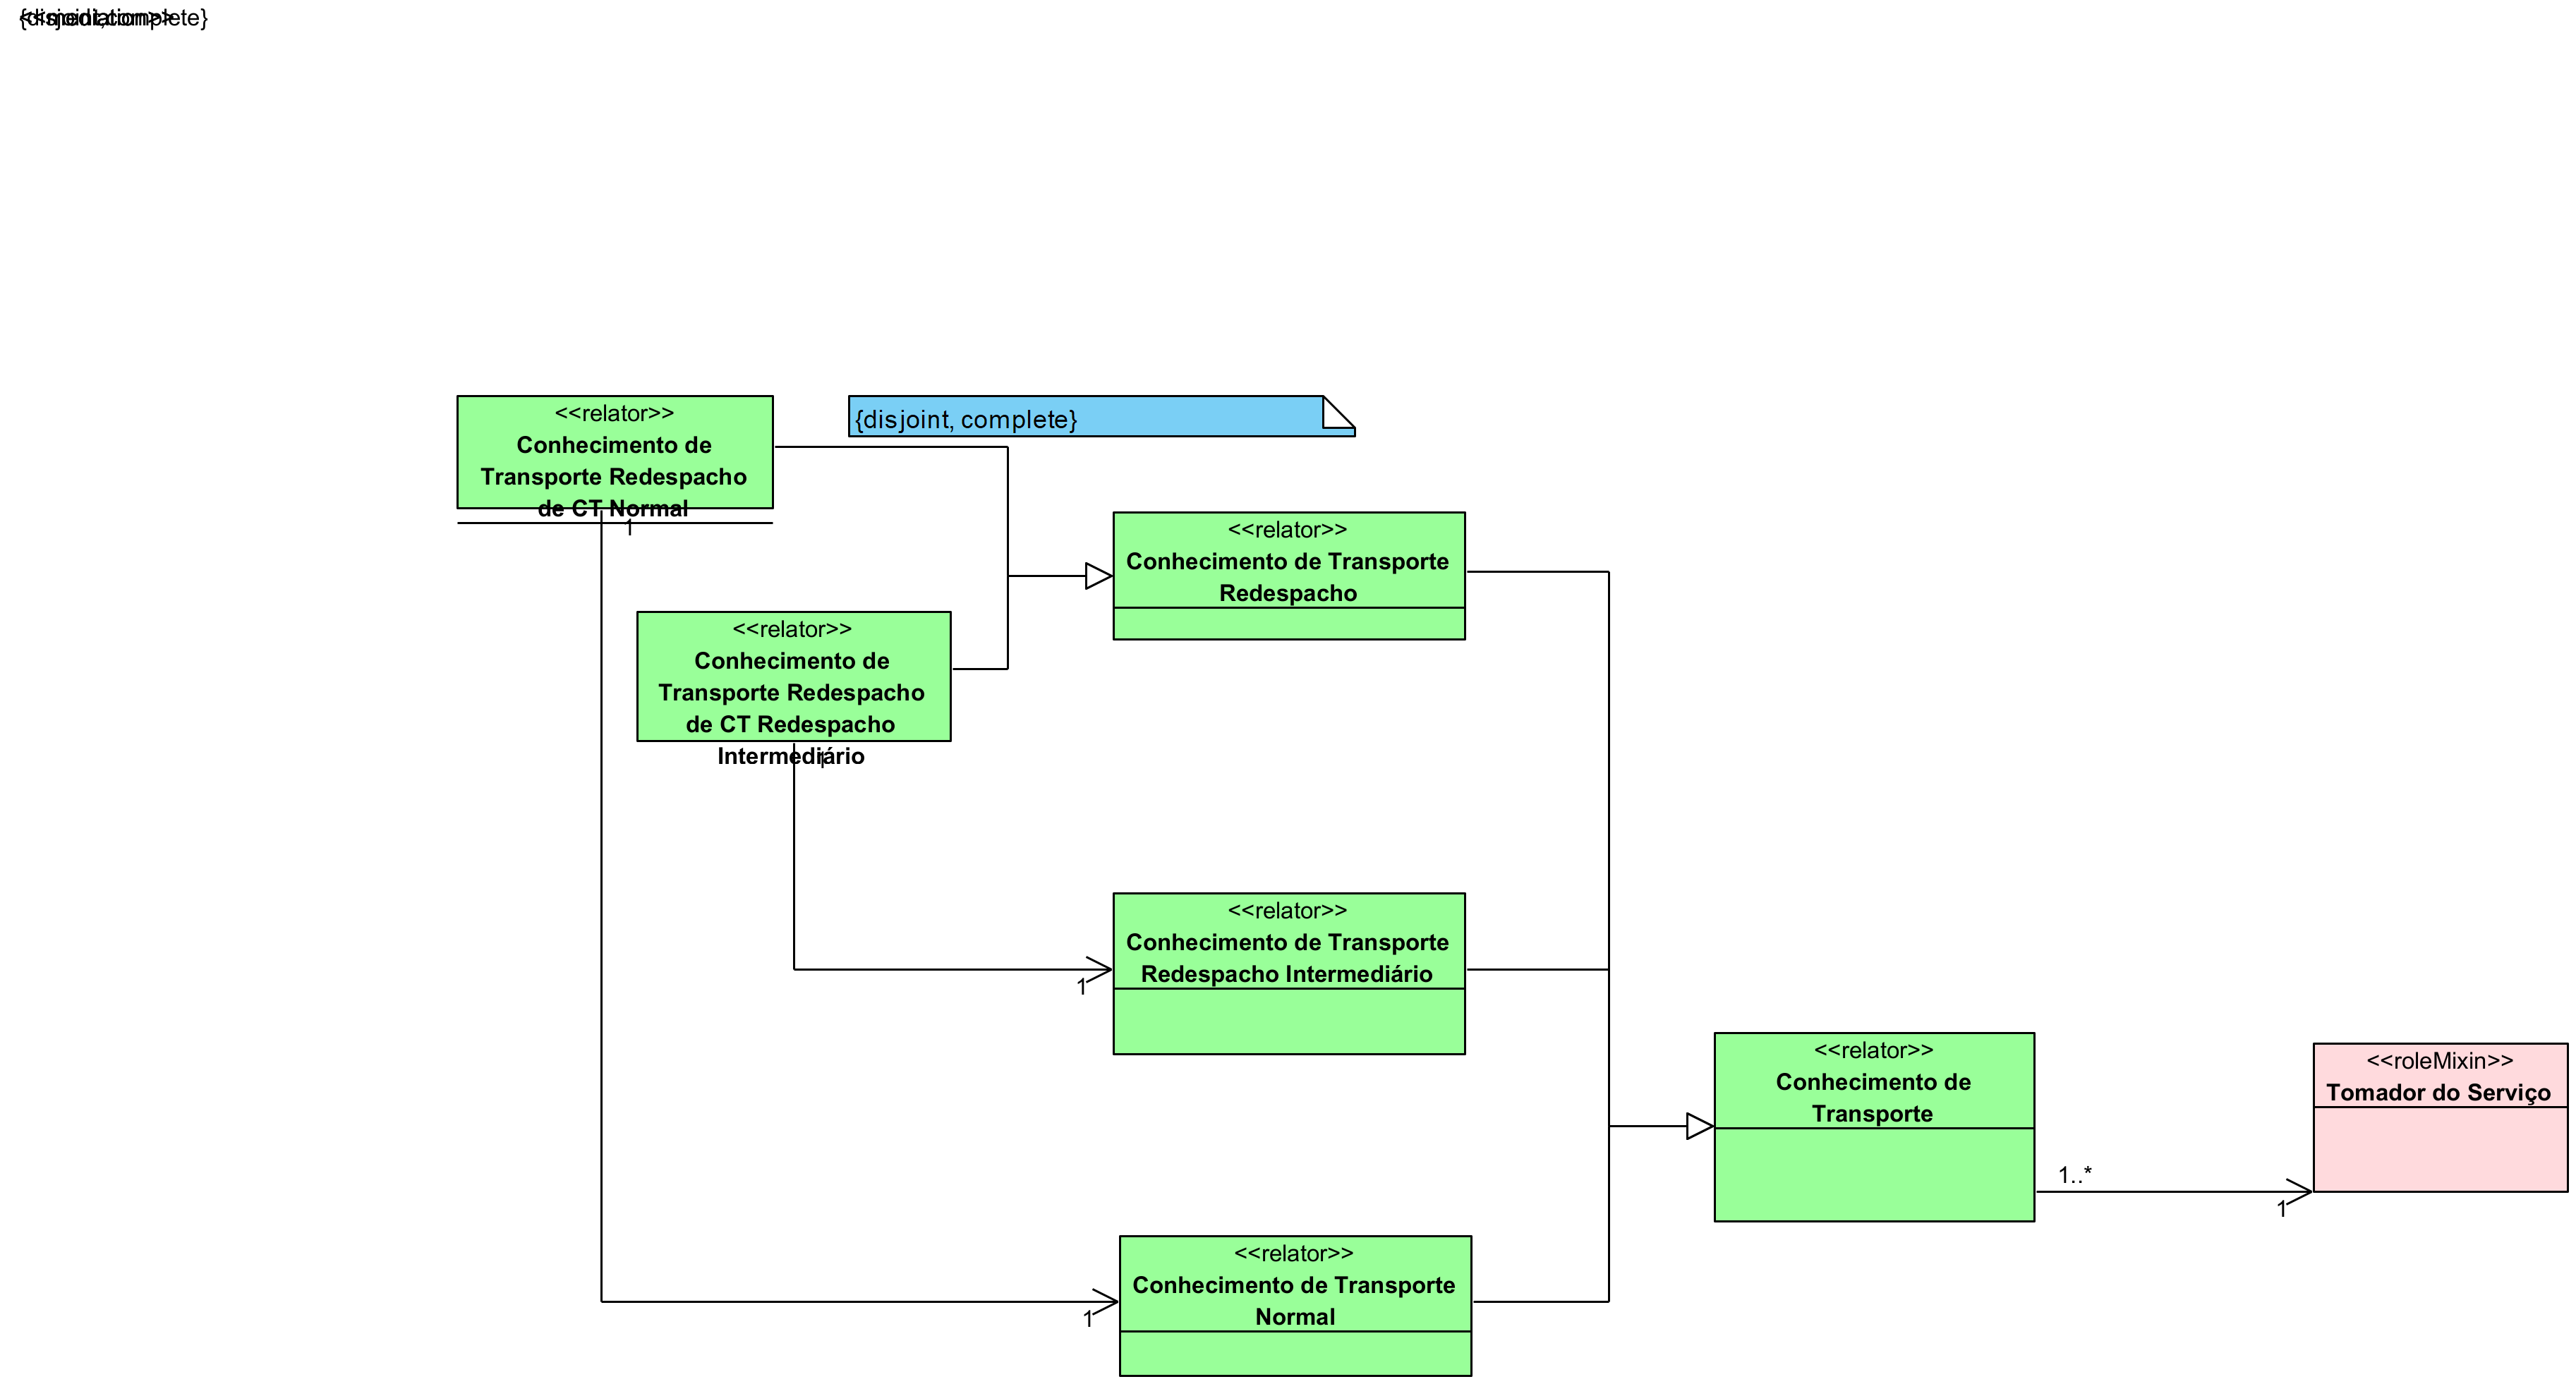 {disjoint,complete}
<<mediation>>
<<relator>>
Conhecimento de
Transporte Redespacho
de CT Normal
1
{disjoint, complete}
<<relator>>
Conhecimento de Transporte
Redespacho
<<relator>>
Conhecimento de
Transporte Redespacho
de CT Redespacho
Intermediário
1
<<relator>>
Conhecimento de Transporte
Redespacho Intermediário
1
<<relator>>
Conhecimento de
Transporte
1..*
<<roleMixin>>
Tomador do Serviço
1
<<relator>>
Conhecimento de Transporte
Normal
1